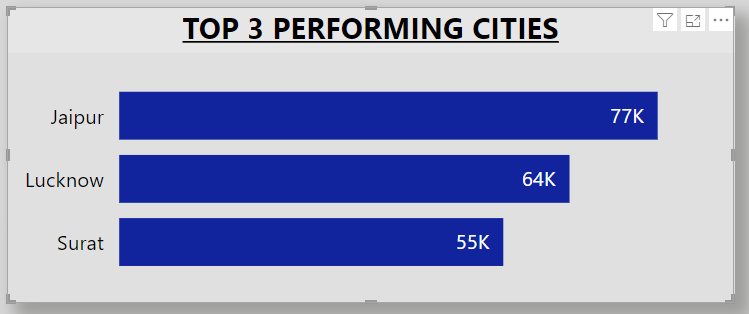 TOP 3 PERFORMING CITIES
Jaipur 77K
Lucknow 64K
Surat 55K